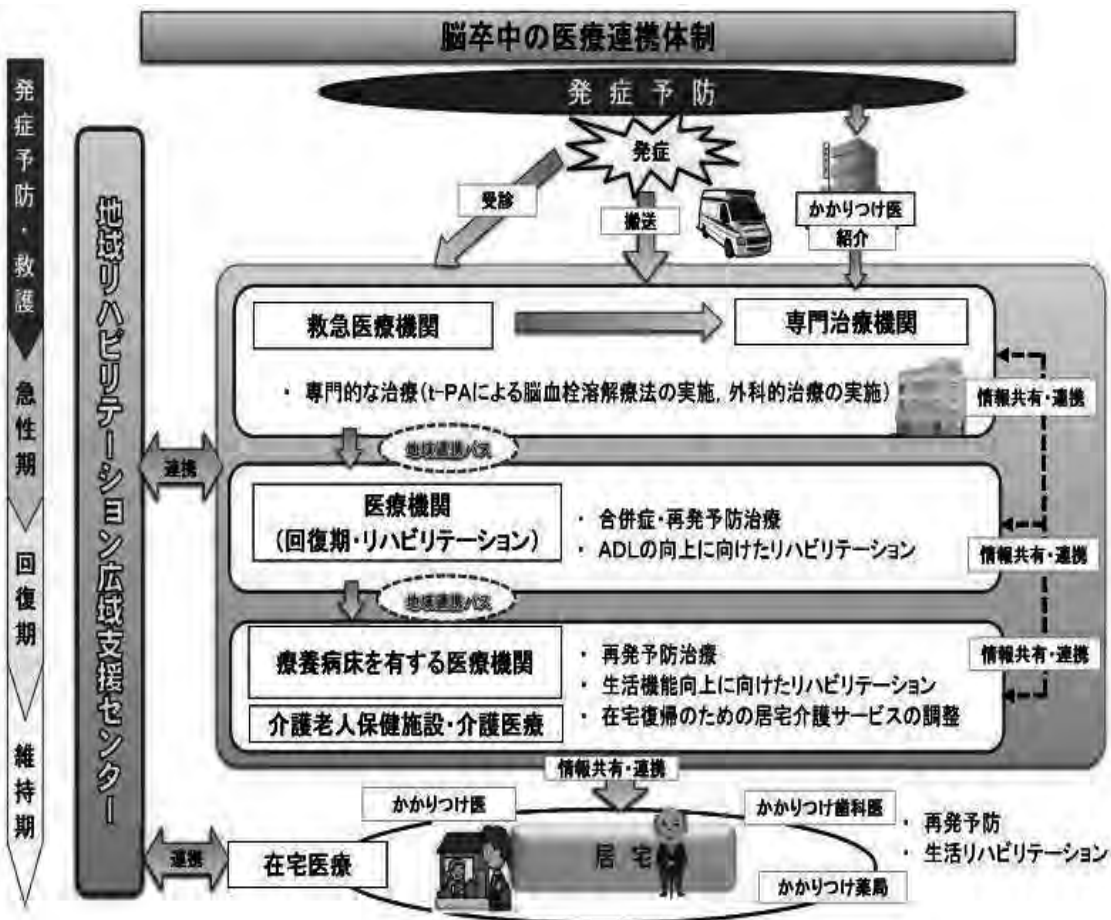 脳卒中の医療連携体制
発症予防
発症予防・救護
急性期
回復期
維持期
地域リハビリテーション広域支援センター
発症
受診
搬送
かかりつけ医
紹介
救急医療機関
専門治療機関
・ 専門的な治療(t-PAによる脳血栓溶解療法の実施, 外科的治療の実施)
情報共有・連携
地域連携パス
連携
医療機関
(回復期・リハビリテーション)
・ 合併症・再発予防治療
・ ADLの向上に向けたリハビリテーション
情報共有・連携
地域連携パス
療養病床を有する医療機関
介護老人保健施設・介護医療
・ 再発予防治療
・ 生活機能向上に向けたリハビリテーション
・ 在宅復帰のための居宅介護サービスの調整
情報共有・連携
情報共有・連携
かかりつけ医
かかりつけ歯科医
居宅
連携
在宅医療
かかりつけ薬局
・ 再発予防
・ 生活リハビリテーション